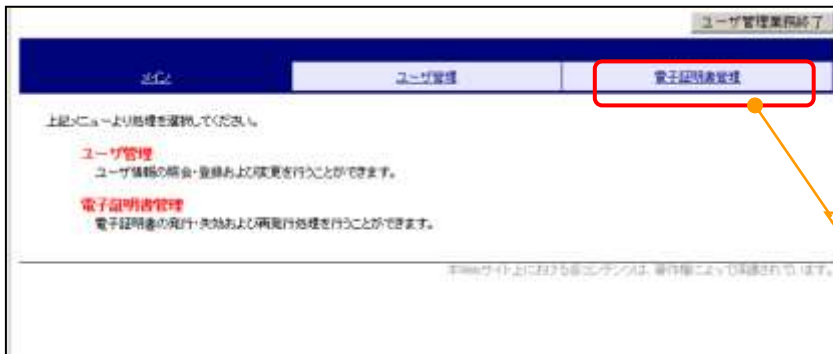 ユーザ管理業務終了
メイン ユーザ管理 電子証明書管理
上記メニューより処理を選択してください。
ユーザ管理
ユーザ情報の照会・登録および変更を行うことができます。
電子証明書管理
電子証明書の発行・失効および再発行処理を行うことができます。
本Webサイト上における全コンテンツは、著作権によって保護されています。